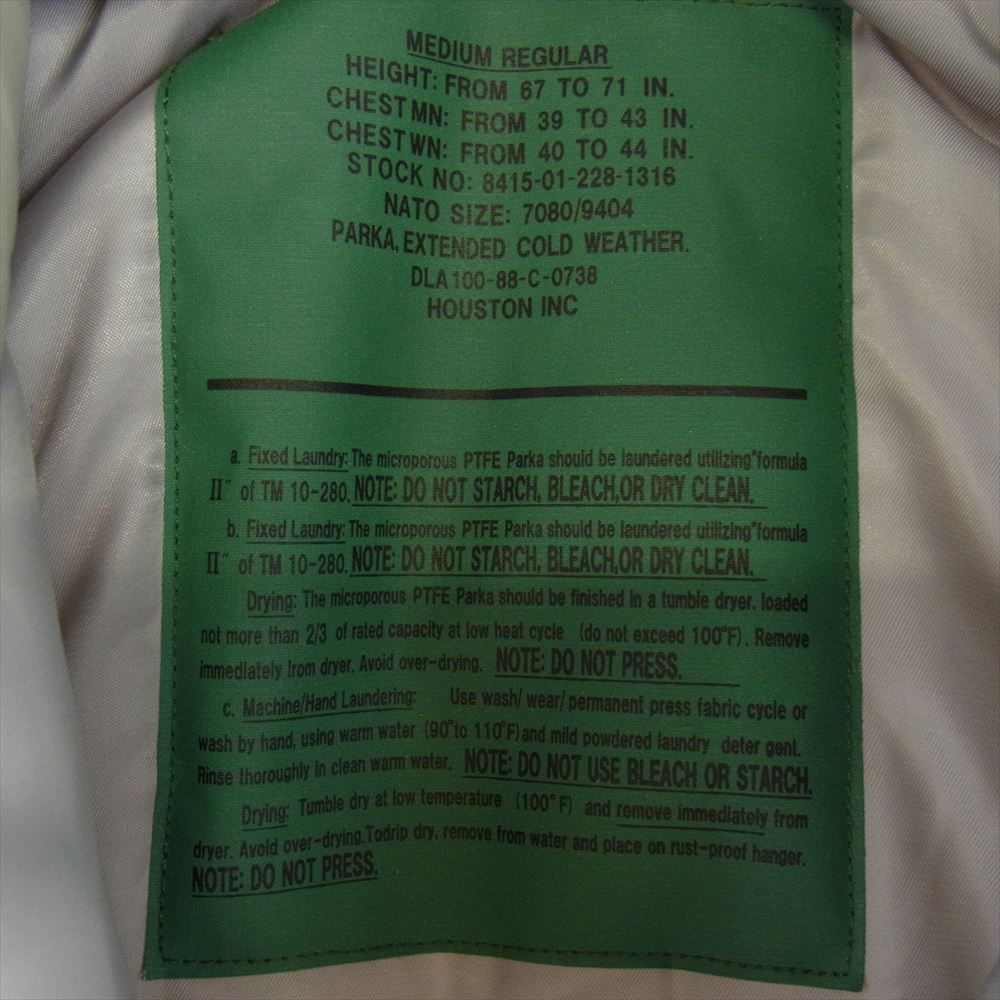 MEDIUM REGULAR
HEIGHT: FROM 67 TO 71 IN.
CHEST MN: FROM 39 TO 43 IN.
CHEST WN: FROM 40 TO 44 IN.
STOCK NO: 8415-01-228-1316
NATO SIZE: 7080/9404
PARKA, EXTENDED COLD WEATHER.
DLA100-88-C-0738
HOUSTON INC
a. Fixed Laundry: The microporous PTFE Parka should be laundered utilizing"formula
II" of TM 10-280. NOTE: DO NOT STARCH, BLEACH,OR DRY CLEAN.
b. Fixed Laundry: The microporous PTFE Parka should be laundered utilizing"formula
II" of TM 10-280. NOTE: DO NOT STARCH, BLEACH,OR DRY CLEAN.
Drying: The microporous PTFE Parka should be finished in a tumble dryer, loaded
not more than 2/3 of rated capacity at low heat cycle (do not exceed 100°F). Remove
immediately from dryer. Avoid over-drying. NOTE: DO NOT PRESS.
c. Machine/Hand Laundering: Use wash/ wear/ permanent press fabric cycle or
wash by hand, using warm water (90°to 110°F)and mild powdered laundry deter gent.
Rinse thoroughly in clean warm water. NOTE: DO NOT USE BLEACH OR STARCH.
Drying: Tumble dry at low temperature (100°F) and remove immediately from
dryer. Avoid over-drying.Todrip dry, remove from water and place on rust-proof hanger.
NOTE: DO NOT PRESS.